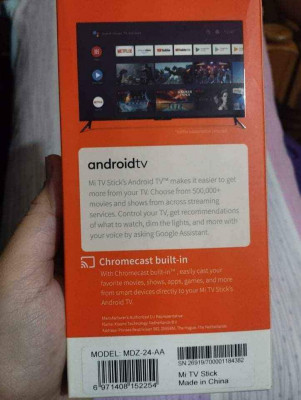 NETFLIX
androidtv
Mi TV Stick's Android TV™ makes it easier to get
more from your TV. Choose from 500,000+
movies and shows from across streaming
services. Control your TV, get recommendations
of what to watch, dim the lights, and more with
your voice by asking Google Assistant.
Chromecast built-in
With Chromecast built-in™, easily cast your
favorite movies, shows, apps, games, and more
from smart devices directly to your Mi TV Stick's
Android TV.
MODEL: MDZ-24-AA
6 971408 152254
SN:26319/700001184382
Mi TV Stick
Made in China